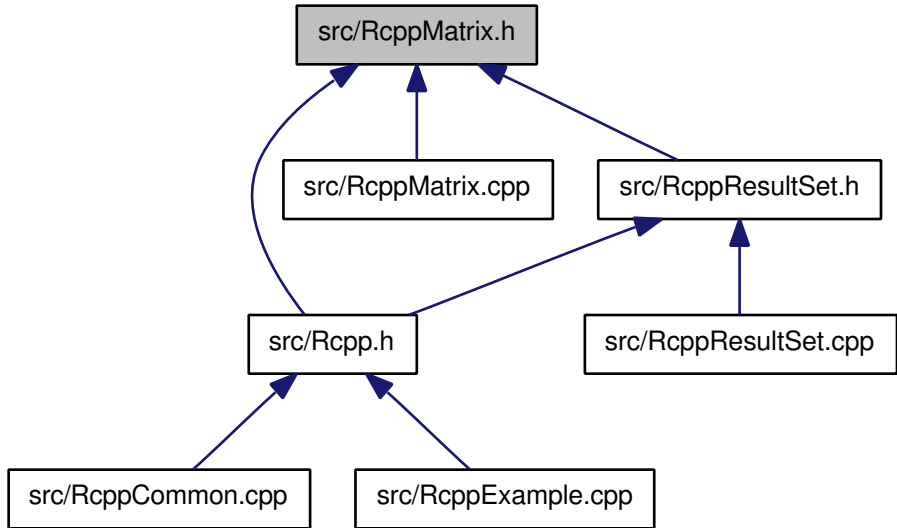 src/RcppMatrix.h
src/RcppMatrix.cpp
src/RcppResultSet.h
src/Rcpp.h
src/RcppResultSet.cpp
src/RcppCommon.cpp
src/RcppExample.cpp